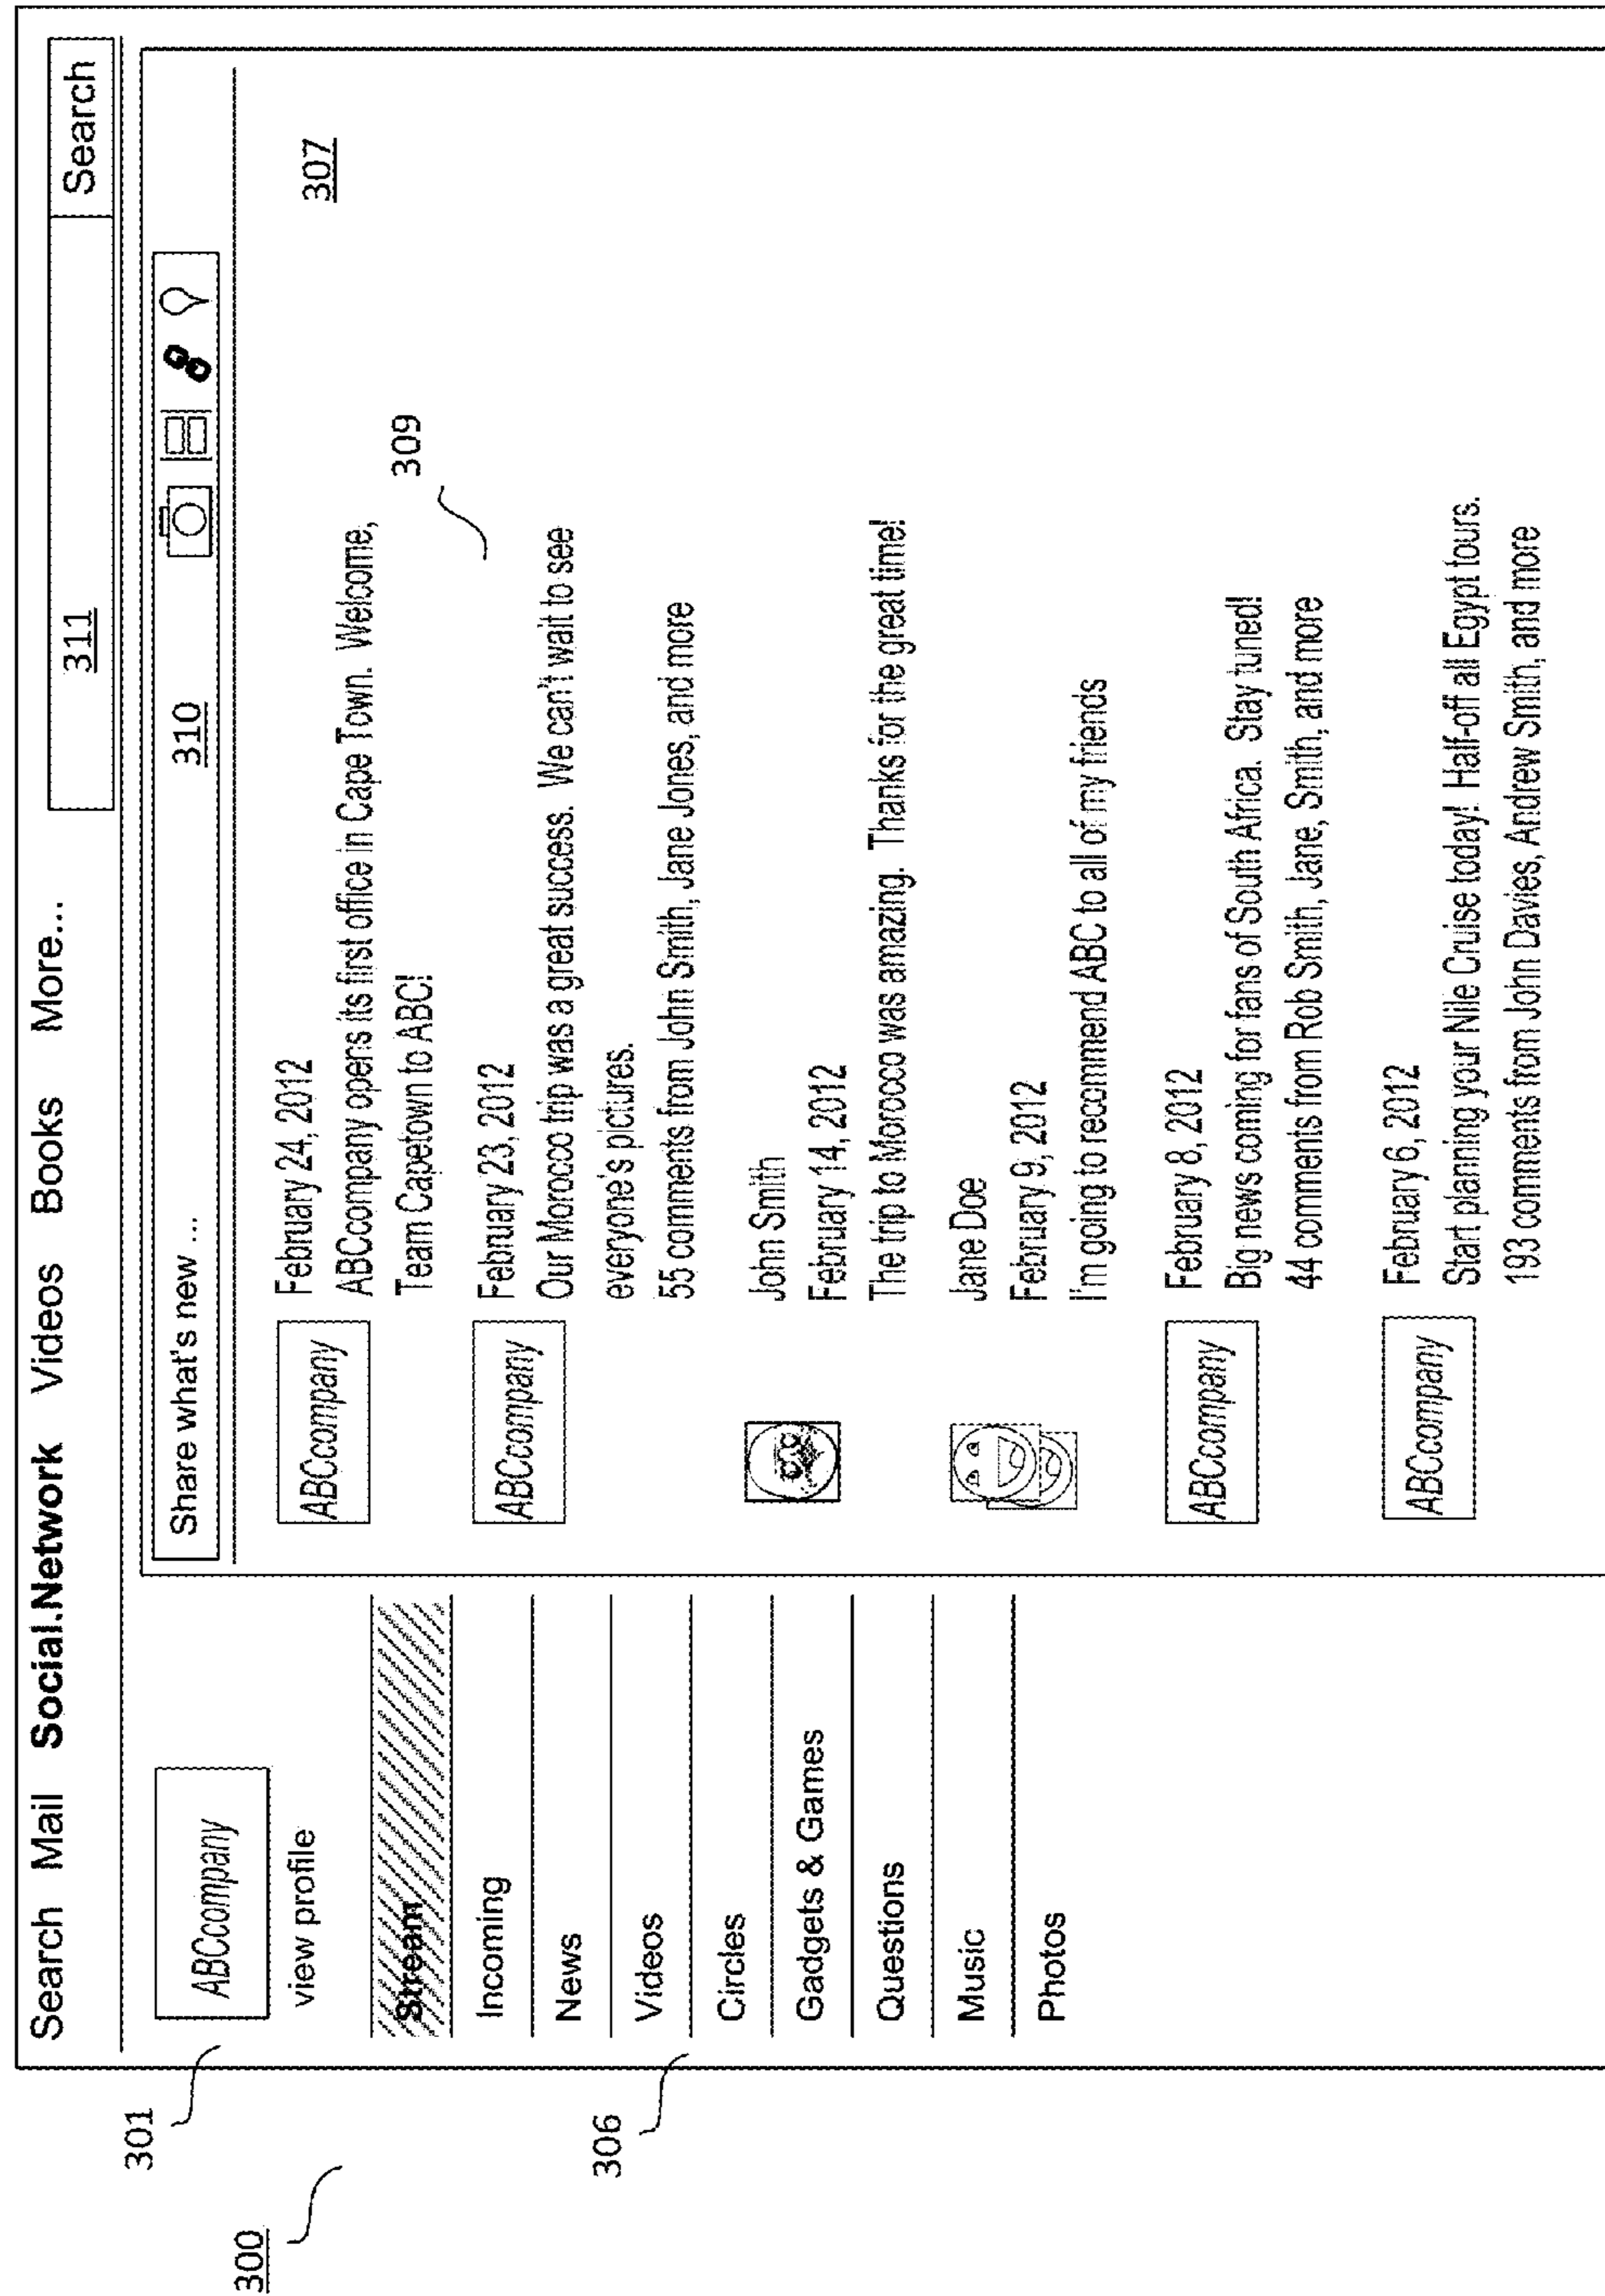 Search Mail Social.Network Videos Books More...
311 Search
301
ABCcompany
view profile
300
Stream
Incoming
News
Videos
306
Circles
Gadgets & Games
Questions
Music
Photos
Share what's new ... 310
307
ABCcompany
February 24, 2012
ABCcompany opens its first office in Cape Town. Welcome,
Team Capetown to ABC!
309
ABCcompany
February 23, 2012
Our Morocco trip was a great success. We can't wait to see
everyone's pictures.
55 comments from John Smith, Jane Jones, and more
John Smith
February 14, 2012
The trip to Morocco was amazing. Thanks for the great time!
Jane Doe
February 9, 2012
I'm going to recommend ABC to all of my friends
ABCcompany
February 8, 2012
Big news coming for fans of South Africa. Stay tuned!
44 comments from Rob Smith, Jane, Smith, and more
ABCcompany
February 6, 2012
Start planning your Nile Cruise today! Half-off all Egypt tours.
193 comments from John Davies, Andrew Smith, and more